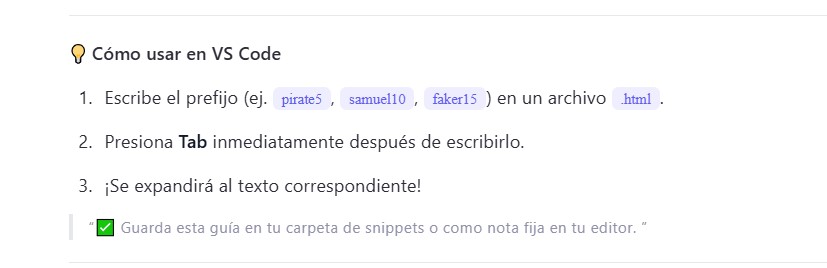 💡 Cómo usar en VS Code
1. Escribe el prefijo (ej. pirate5, samuel10, faker15) en un archivo .html.
2. Presiona Tab inmediatamente después de escribirlo.
3. ¡Se expandirá al texto correspondiente!
“✅ Guarda esta guía en tu carpeta de snippets o como nota fija en tu editor. ”